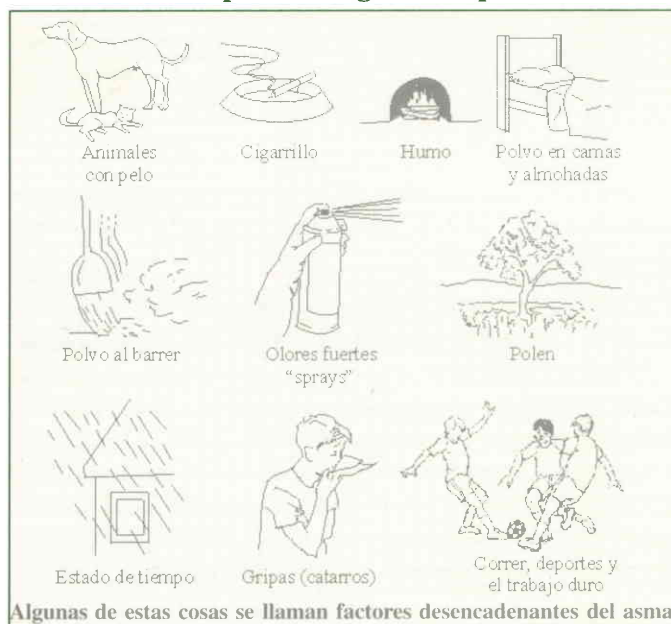 Animales
con pelo
Cigarrillo
Humo
Polvo en camas
y almohadas
Polvo al barrer
Olores fuertes
“sprays”
Polen
Estado de tiempo
Gripas (catarros)
Correr, deportes y
el trabajo duro
Algunas de estas cosas se llaman factores desencadenantes del asma